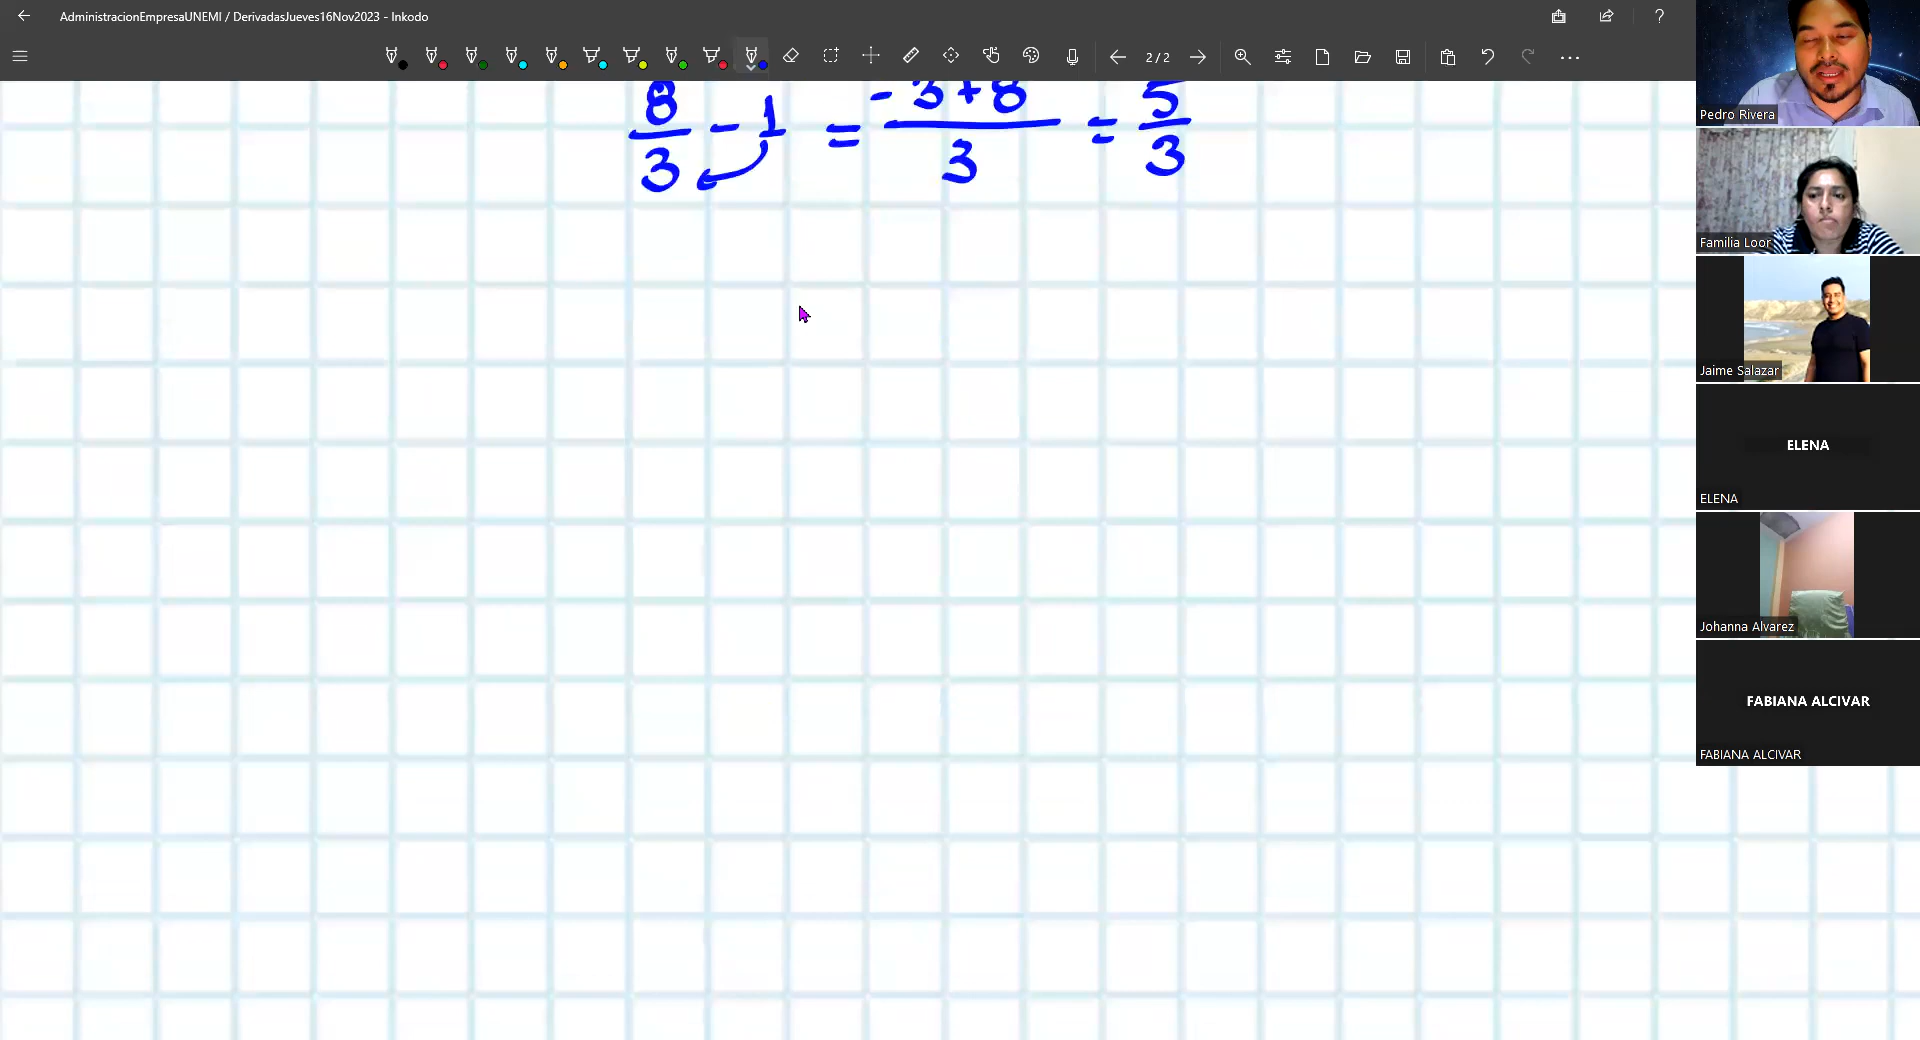 AdministracionEmpresaUNEMI / DerivadasJueves16Nov2023 - Inkodo
?
2 / 2
8/3 - 1 = -3+8/3 = 5/3
Pedro Rivera
Familia Loor
Jaime Salazar
ELENA
ELENA
Johanna Alvarez
FABIANA ALCIVAR
FABIANA ALCIVAR